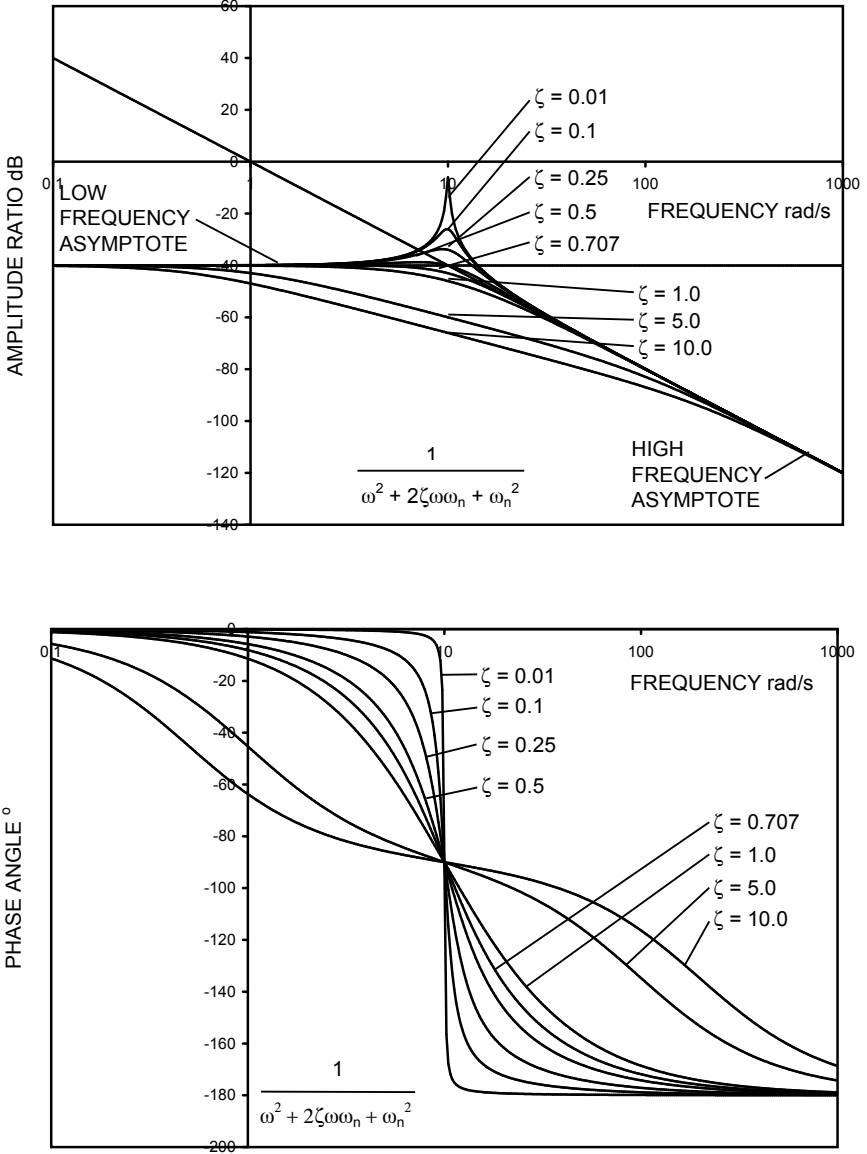 60
40
20
0
0.1
1
10
100
1000
-20
-40
-60
-80
-100
-120
-140
AMPLITUDE RATIO dB
FREQUENCY rad/s
LOW
FREQUENCY
ASYMPTOTE
ζ = 0.01
ζ = 0.1
ζ = 0.25
ζ = 0.5
ζ = 0.707
ζ = 1.0
ζ = 5.0
ζ = 10.0
HIGH
FREQUENCY
ASYMPTOTE
1
ω² + 2ζωωₙ + ωₙ²
0
0.1
10
100
1000
-20
-40
-60
-80
-100
-120
-140
-160
-180
-200
PHASE ANGLE °
FREQUENCY rad/s
ζ = 0.01
ζ = 0.1
ζ = 0.25
ζ = 0.5
ζ = 0.707
ζ = 1.0
ζ = 5.0
ζ = 10.0
1
ω² + 2ζωωₙ + ωₙ²